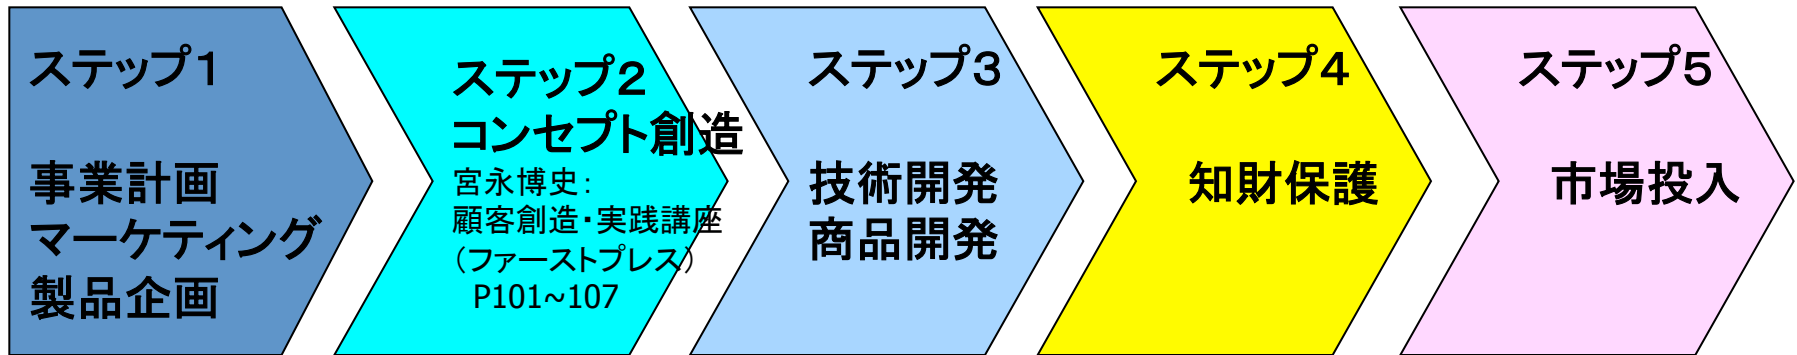 ステップ１
事業計画
マーケティング
製品企画
ステップ２
コンセプト創造
宮永博史：
顧客創造・実践講座
（ファーストプレス）
P101~107
ステップ３
技術開発
商品開発
ステップ４
知財保護
ステップ５
市場投入